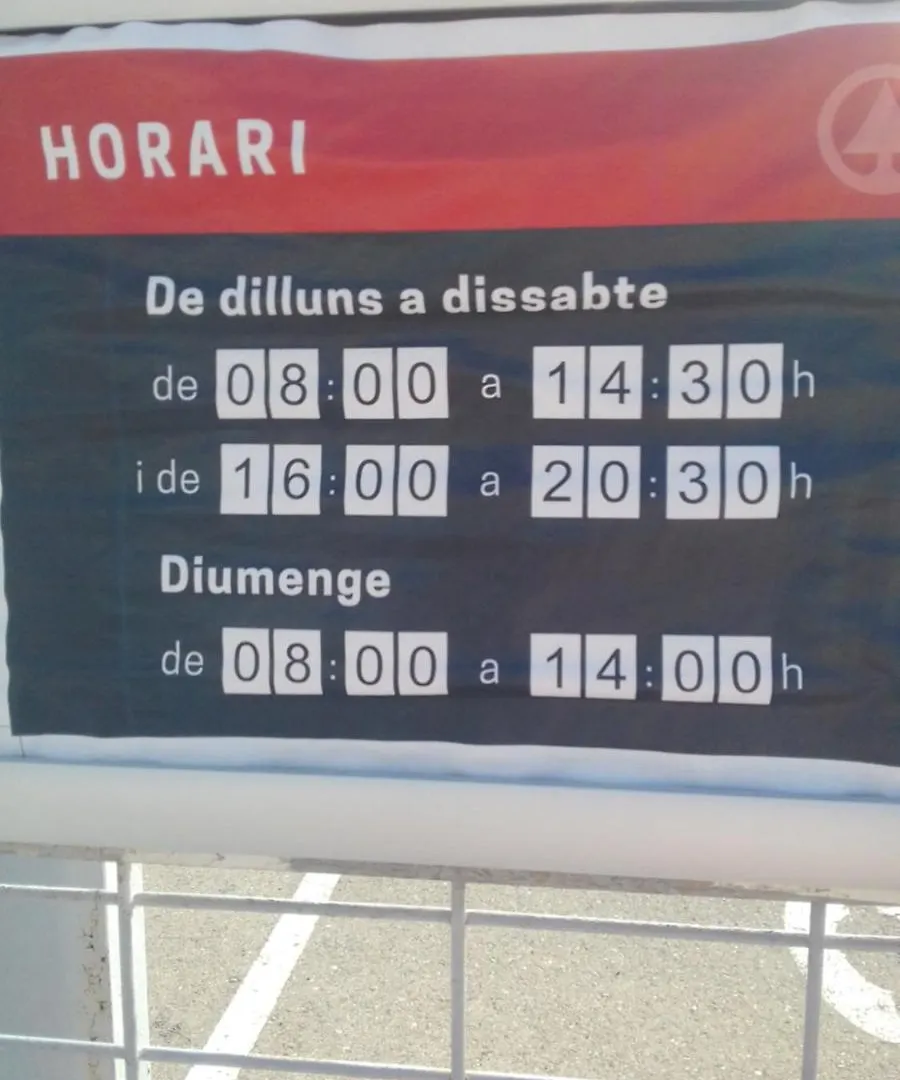 HORARI
De dilluns a dissabte
de 08:00 a 14:30 h
i de 16:00 a 20:30 h
Diumenge
de 08:00 a 14:00 h